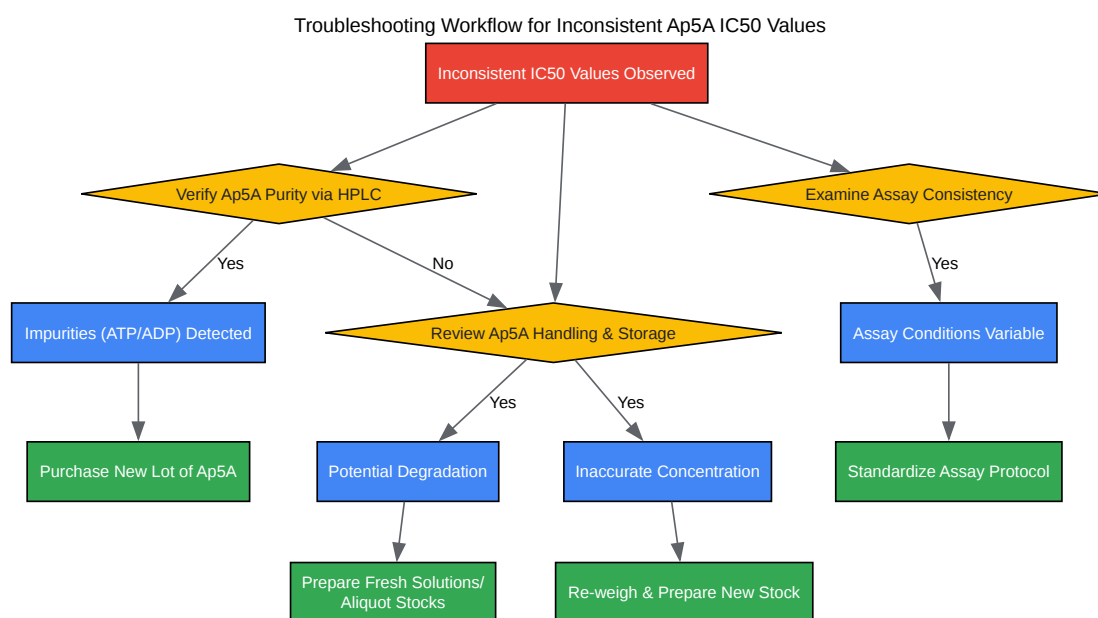 Troubleshooting Workflow for Inconsistent Ap5A IC50 Values
Inconsistent IC50 Values Observed
Verify Ap5A Purity via HPLC
Examine Assay Consistency
Yes
No
Yes
Impurities (ATP/ADP) Detected
Review Ap5A Handling & Storage
Assay Conditions Variable
Yes
Yes
Purchase New Lot of Ap5A
Potential Degradation
Inaccurate Concentration
Standardize Assay Protocol
Prepare Fresh Solutions/
Aliquot Stocks
Re-weigh & Prepare New Stock